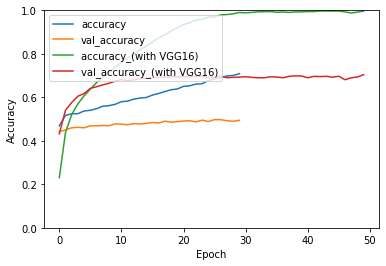 accuracy
val_accuracy
accuracy_(with VGG16)
val_accuracy_(with VGG16)
1.0
0.8
0.6
0.4
0.2
0.0
Accuracy
0 10 20 30 40 50
Epoch